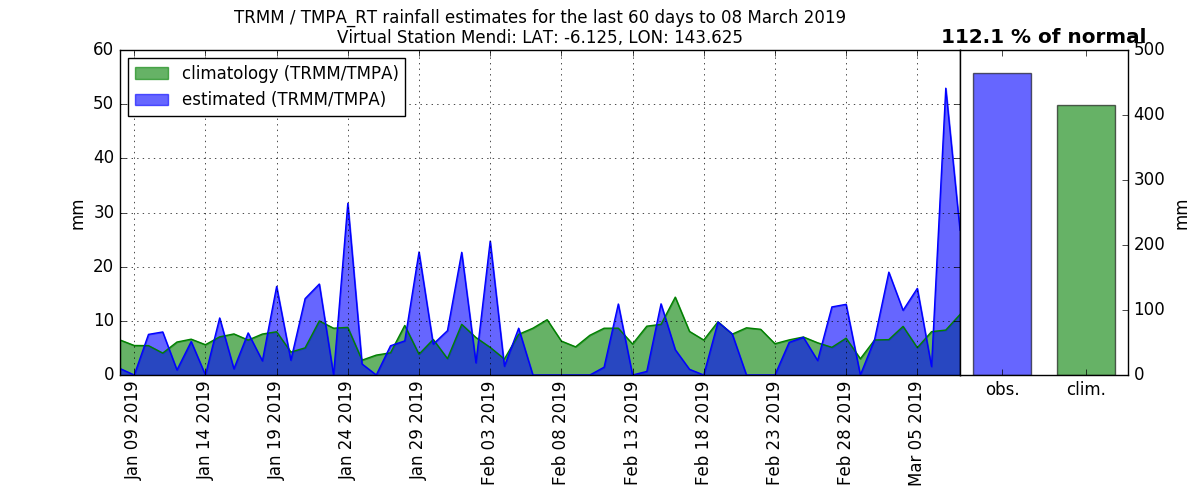 TRMM / TMPA_RT rainfall estimates for the last 60 days to 08 March 2019
Virtual Station Mendi: LAT: -6.125, LON: 143.625
112.1 % of normal
climatology (TRMM/TMPA)
estimated (TRMM/TMPA)
60
50
40
30
20
10
0
mm
Jan 09 2019
Jan 14 2019
Jan 19 2019
Jan 24 2019
Jan 29 2019
Feb 03 2019
Feb 08 2019
Feb 13 2019
Feb 18 2019
Feb 23 2019
Feb 28 2019
Mar 05 2019
obs.
clim.
500
400
300
200
100
0
mm